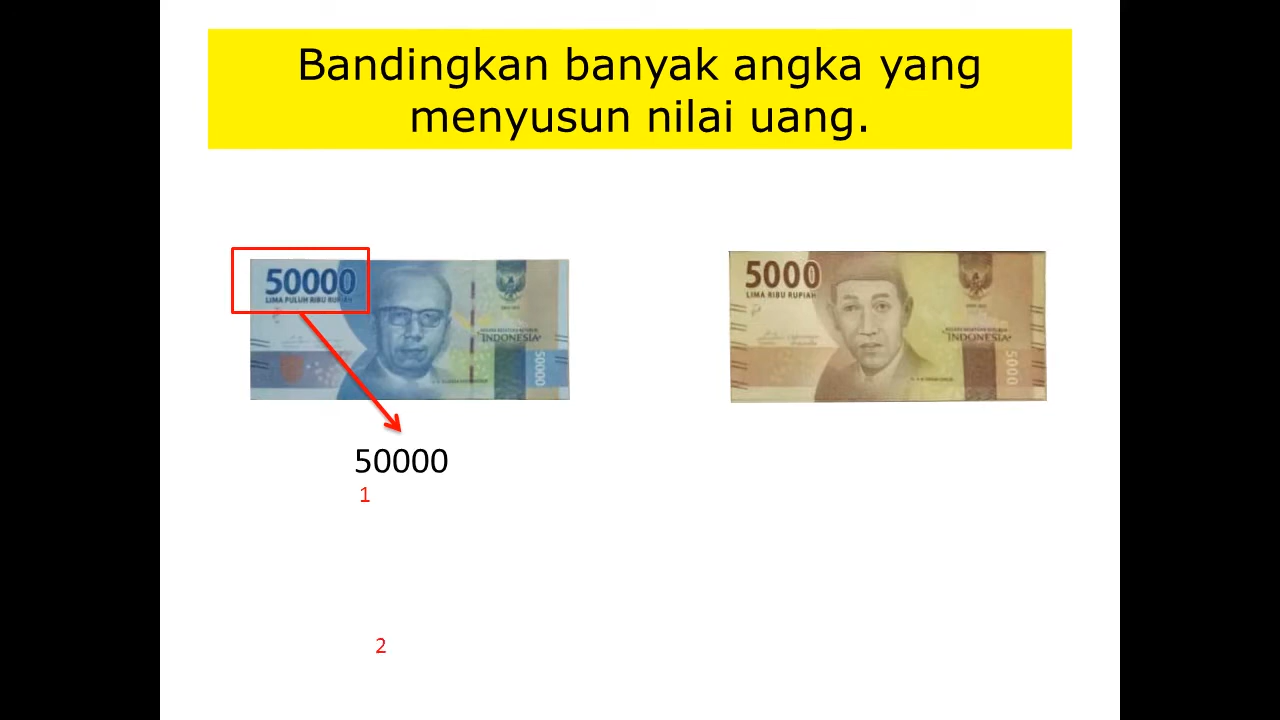 Bandingkan banyak angka yang
menyusun nilai uang.
50000
LIMA PULUH RIBU RUPIAH
INDONESIA
50000
5000
LIMA RIBU RUPIAH
INDONESIA
5000
50000
1
2